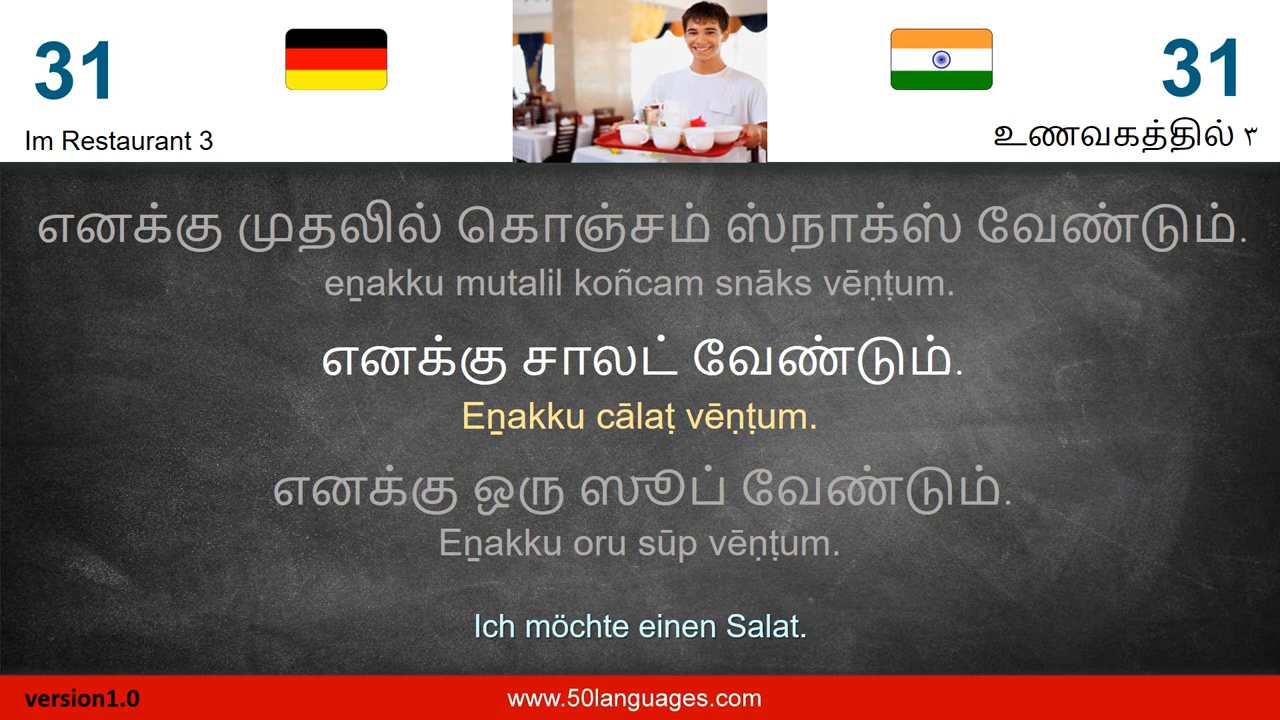 31
31
Im Restaurant 3
உணவகத்தில் ३
எனக்கு முதலில் கொஞ்சம் ஸ்நாக்ஸ் வேண்டும்.
eṉakku mutalil koñcam snāks vēṇṭum.
எனக்கு சாலட் வேண்டும்.
Eṉakku cālaṭ vēṇṭum.
எனக்கு ஒரு ஸூப் வேண்டும்.
Eṉakku oru sūp vēṇṭum.
Ich möchte einen Salat.
version1.0
www.50languages.com